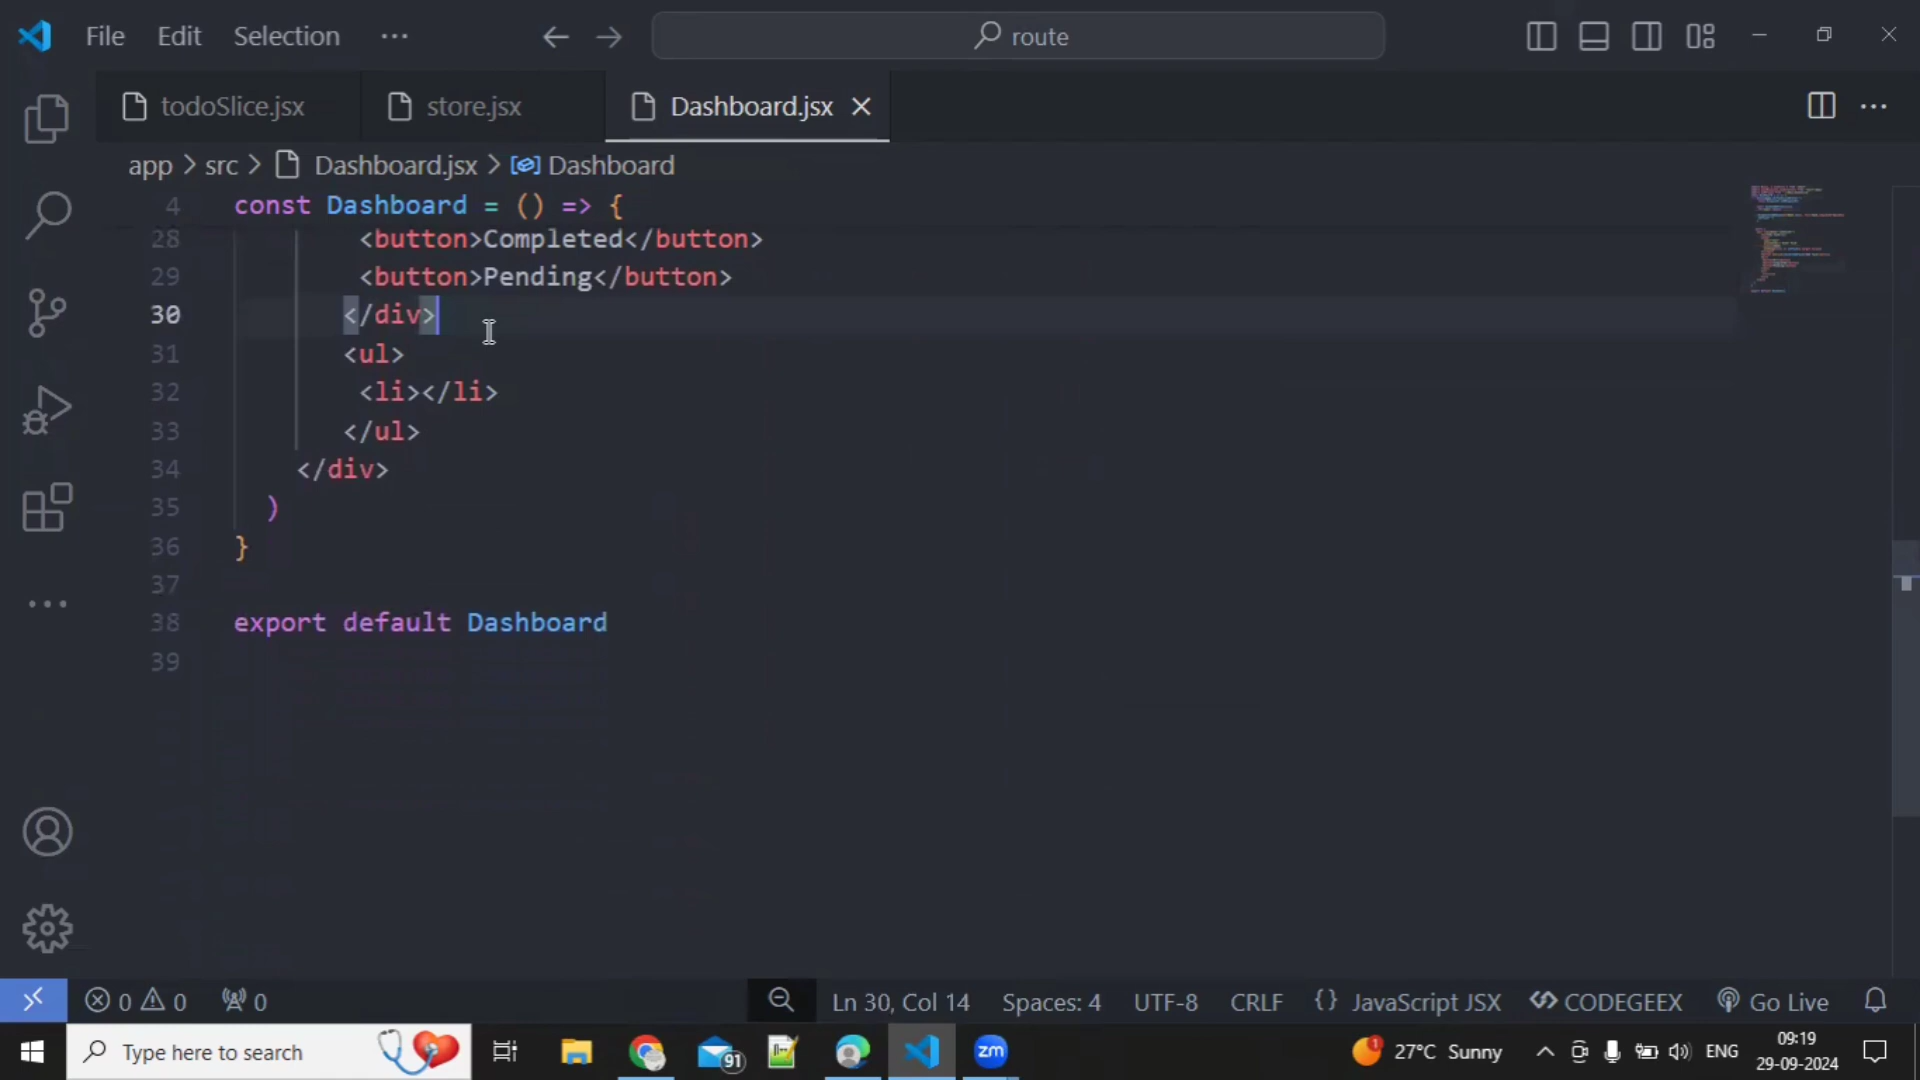 File Edit Selection ··· route
todoSlice.jsx store.jsx Dashboard.jsx
app > src > Dashboard.jsx > Dashboard
4 const Dashboard = () => {
28 <button>Completed</button>
29 <button>Pending</button>
30 </div>
31 <ul>
32 <li></li>
33 </ul>
34 </div>
35 )
36 }
37
38 export default Dashboard
39
0 0 0 Ln 30, Col 14 Spaces: 4 UTF-8 CRLF {} JavaScript JSX CODEGEEX Go Live
Type here to search 91 zm 1 27°C Sunny ENG 09:19
29-09-2024